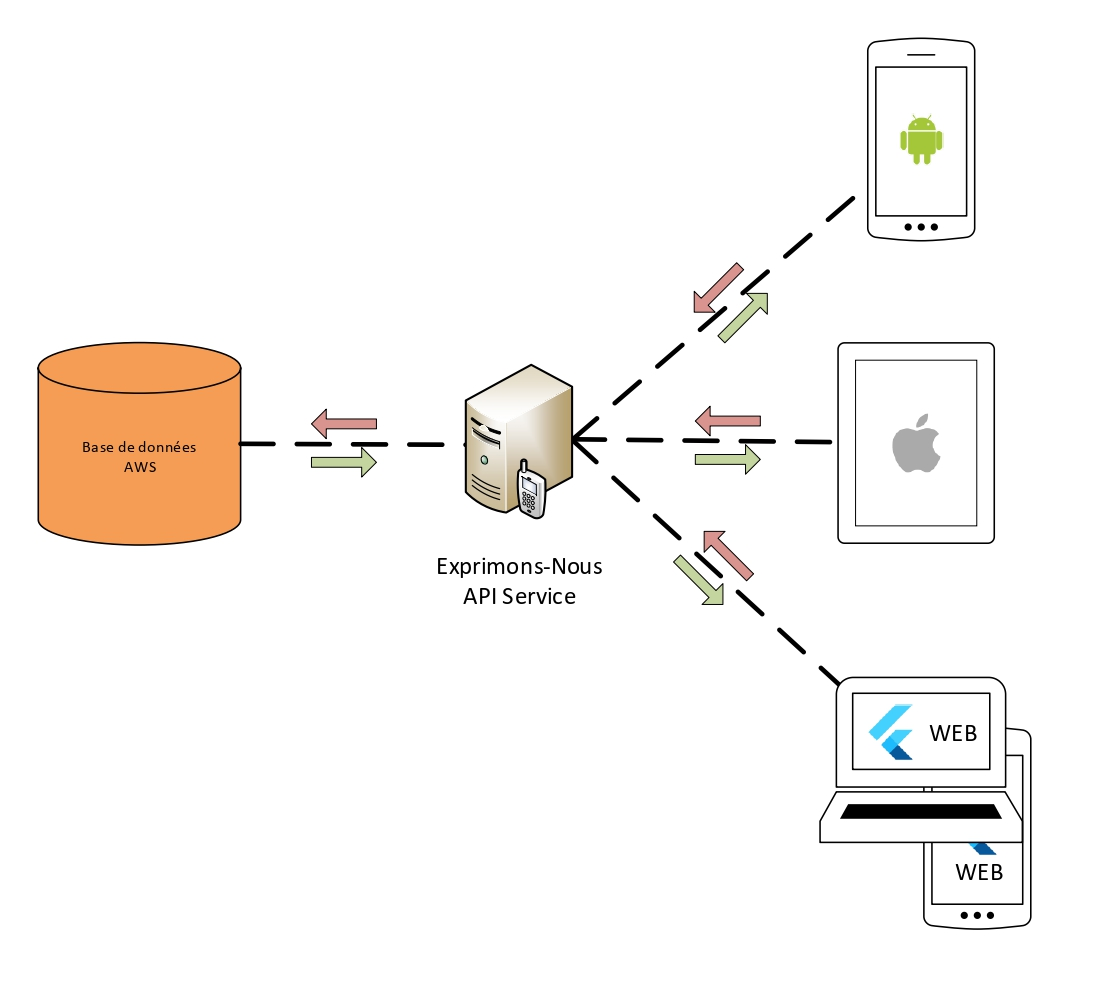 Base de données
AWS
Exprimons-Nous
API Service
WEB
WEB